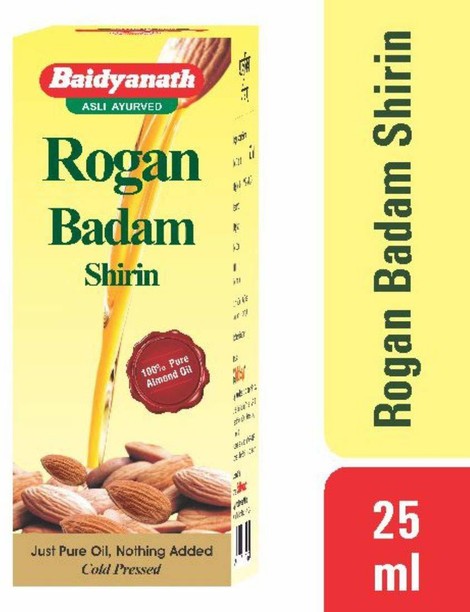 Baidyanath
ASLI AYURVED
Rogan
Badam
Shirin
100% Pure
Almond Oil
Just Pure Oil, Nothing Added
Cold Pressed
Rogan Badam Shirin
25
ml